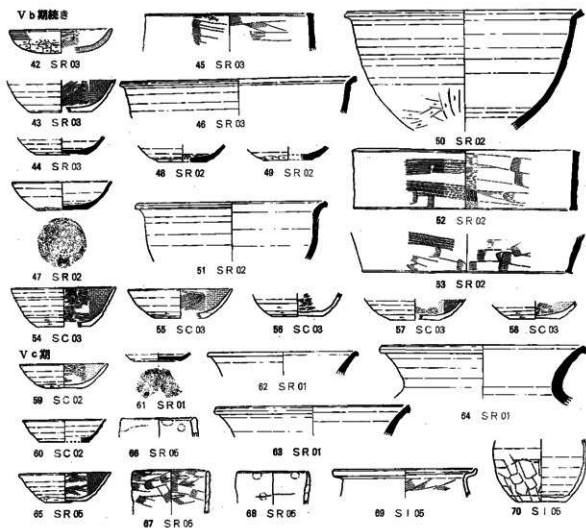 Ⅴb期続き
42 SR03
45 SR03
43 SR03
46 SR03
50 SR02
44 SR03
48 SR02
49 SR02
52 SR02
47 SR02
51 SR02
53 SR02
54 SC03
55 SC03
56 SC03
57 SC03
58 SC03
Ⅴc期
59 SC02
61 SR01
62 SR01
64 SR01
60 SC02
66 SR05
63 SR01
65 SR05
67 SR05
68 SR05
69 SI05
70 SI05